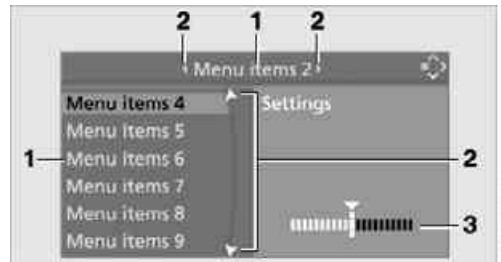 2 1 2
Menu items 2
Menu items 4 Settings
Menu items 5
1 Menu items 6 2
Menu items 7
Menu items 8 3
Menu items 9